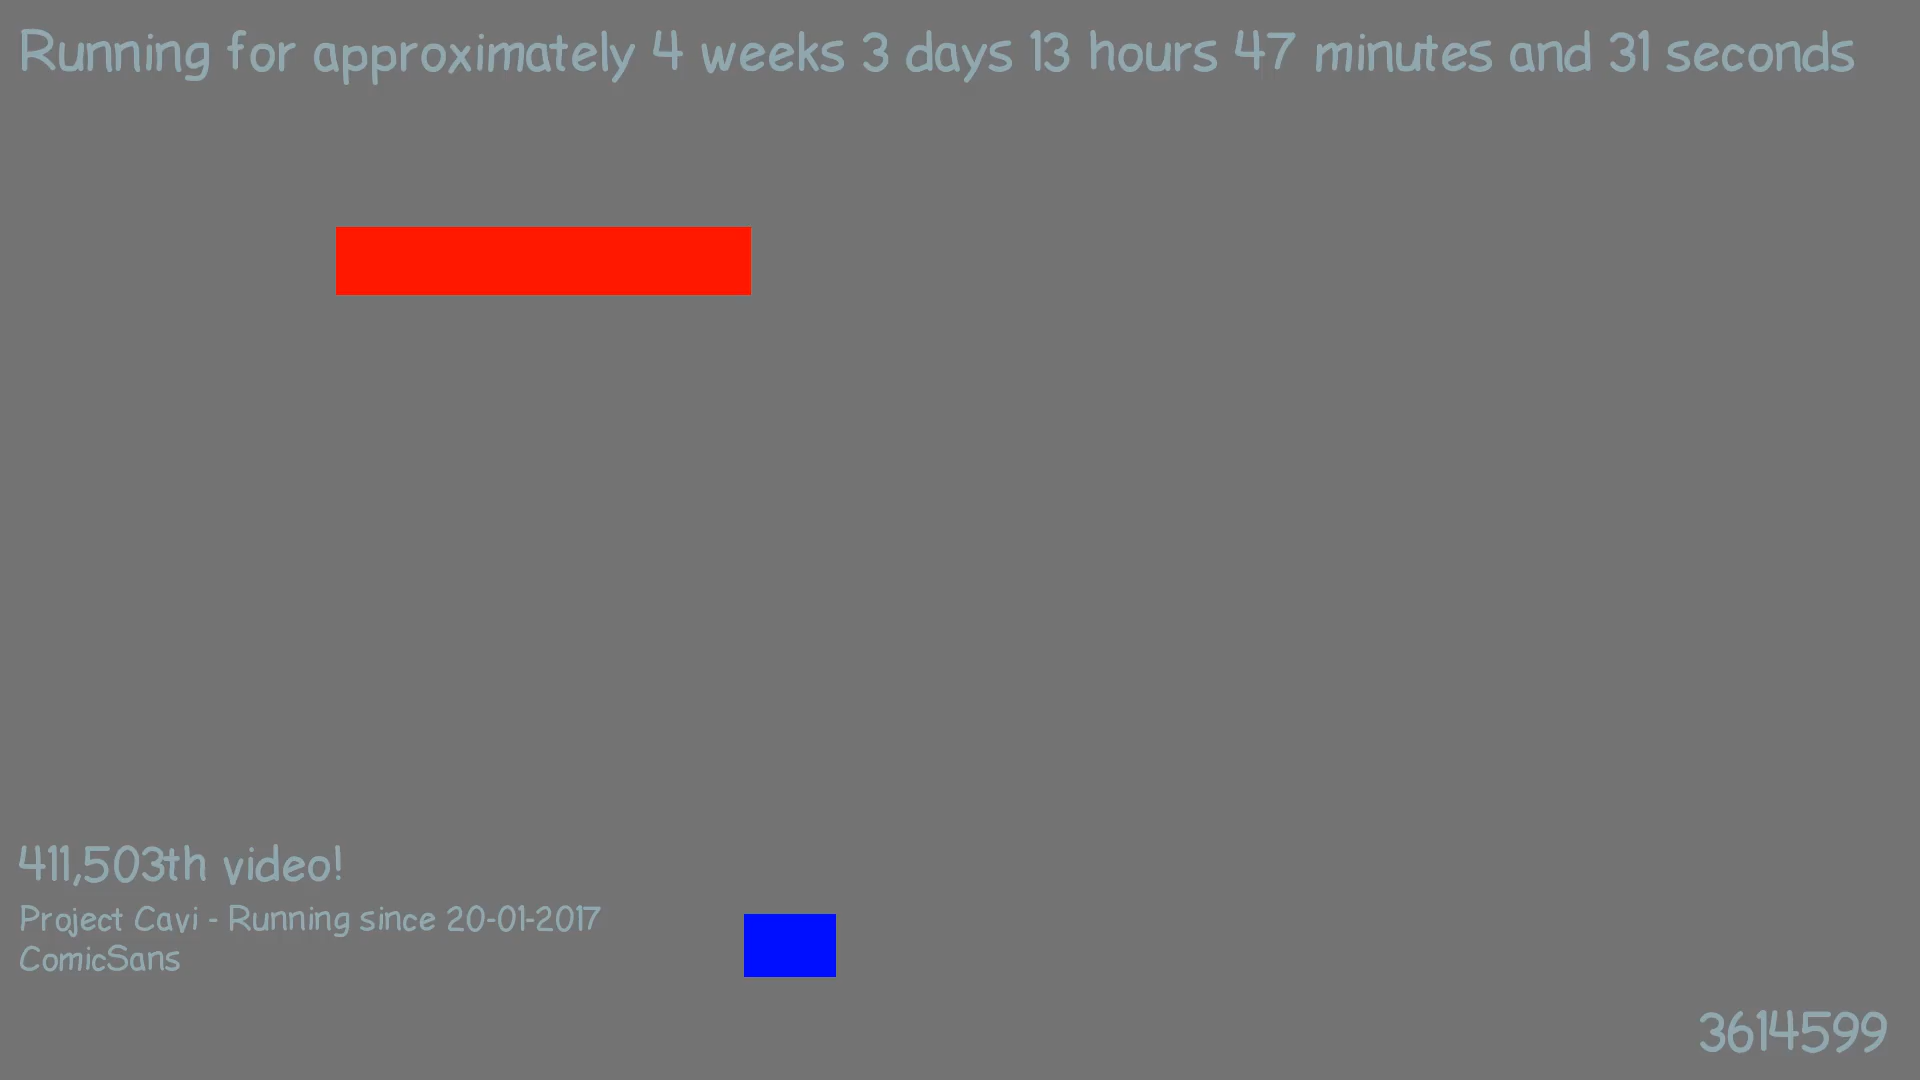 Running for approximately 4 weeks 3 days 13 hours 47 minutes and 31 seconds
411,503th video!
Project Cavi - Running since 20-01-2017
ComicSans
3614599